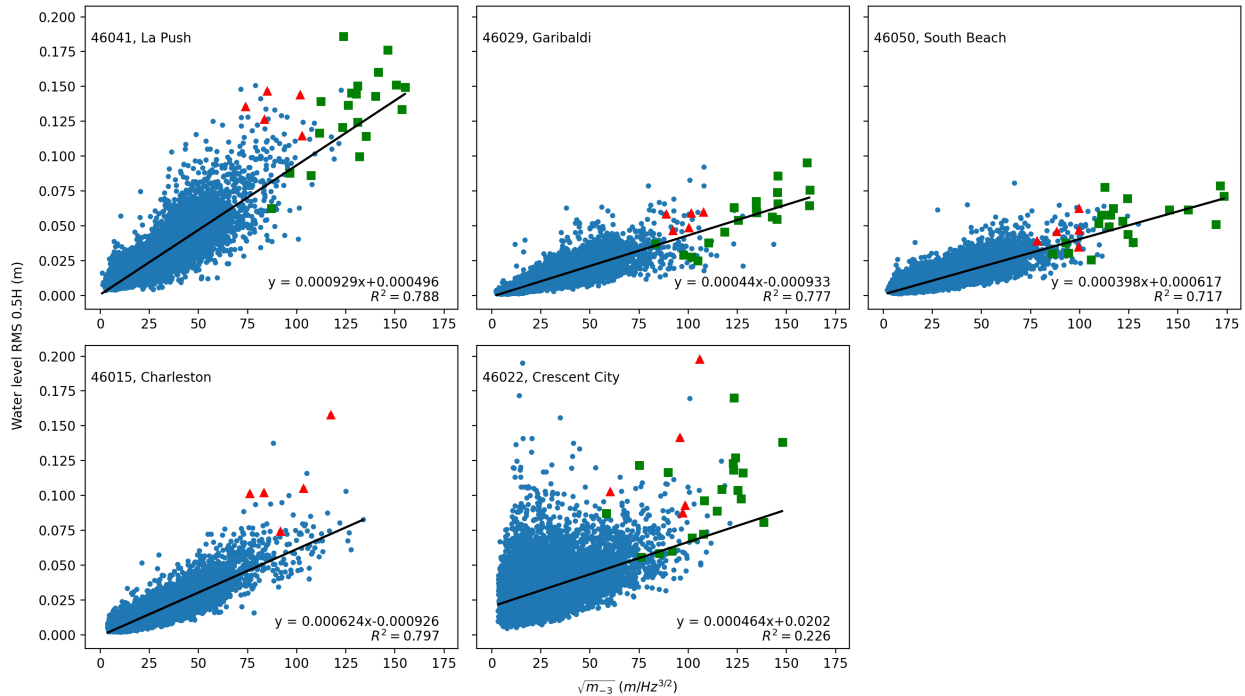 0.200
0.175
0.150
0.125
0.100
0.075
0.050
0.025
0.000
46041, La Push
y = 0.000929x+0.000496
R² = 0.788
0 25 50 75 100 125 150 175
46029, Garibaldi
y = 0.00044x-0.000933
R² = 0.777
0 25 50 75 100 125 150 175
46050, South Beach
y = 0.000398x+0.000617
R² = 0.717
0 25 50 75 100 125 150 175
Water level RMS 0.5H (m)
0.200
0.175
0.150
0.125
0.100
0.075
0.050
0.025
0.000
46015, Charleston
y = 0.000624x-0.000926
R² = 0.797
0 25 50 75 100 125 150 175
46022, Crescent City
y = 0.000464x+0.0202
R² = 0.226
0 25 50 75 100 125 150 175
√m₋₃ (m/Hz³ᐟ²)